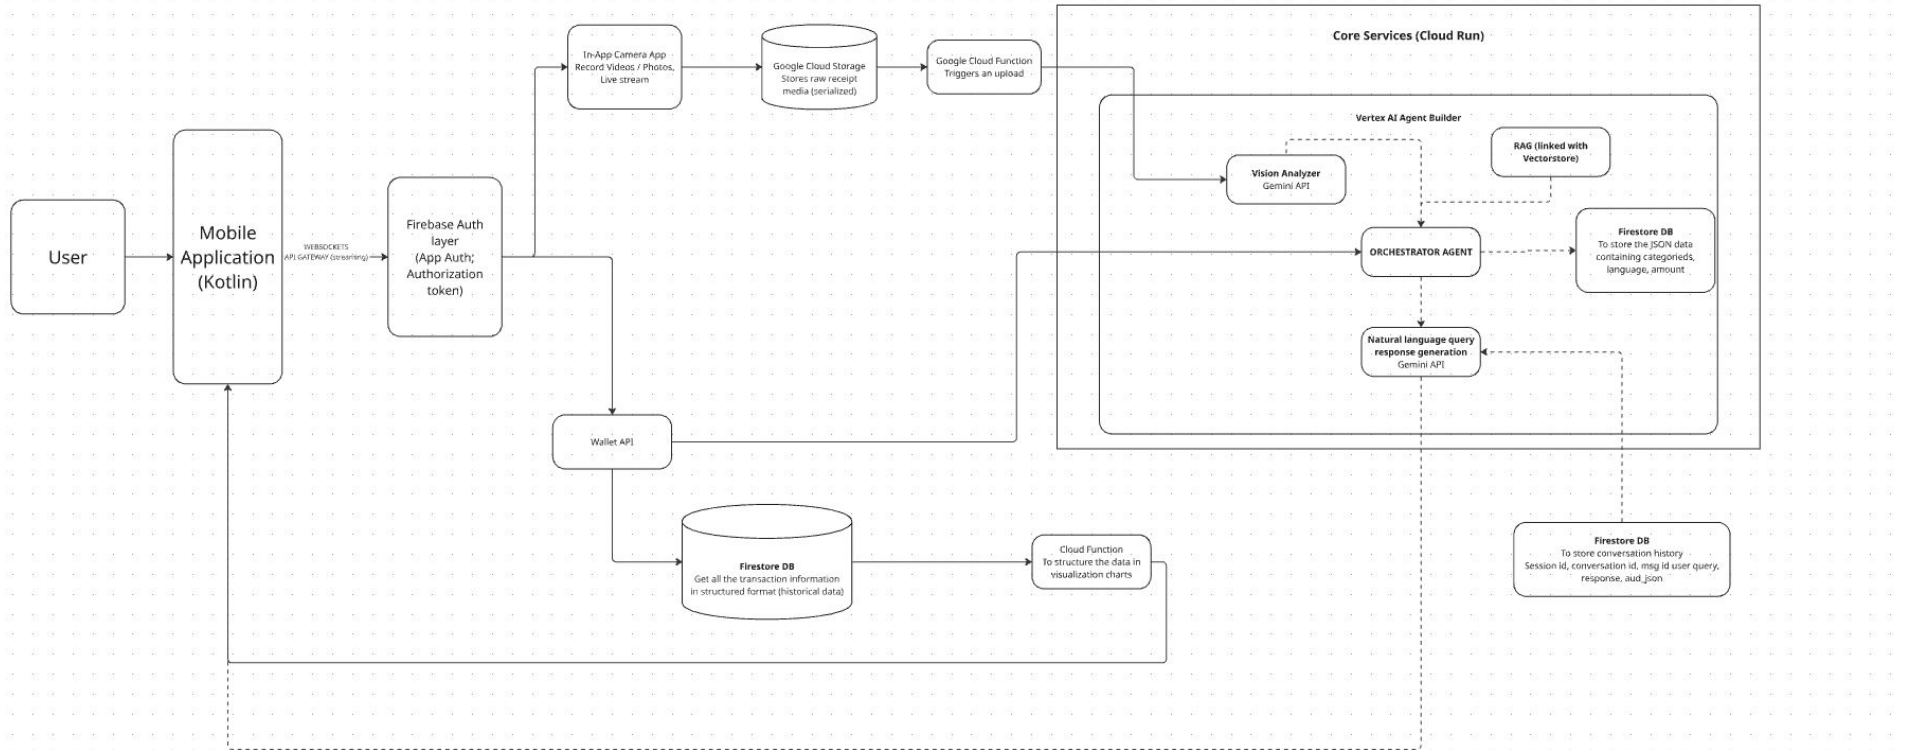 User
Mobile
Application
(Kotlin)
WEBSOCKETS
API GATEWAY (streaming)
Firebase Auth
layer
(App Auth;
Authorization
token)
In-App Camera App
Record Videos / Photos,
Live stream
Google Cloud Storage
Stores raw receipt
media (serialized)
Google Cloud Function
Triggers an upload
Core Services (Cloud Run)
Vertex AI Agent Builder
Vision Analyzer
Gemini API
RAG (linked with
Vectorstore)
ORCHESTRATOR AGENT
Firestore DB
To store the JSON data
containing categorieds,
language, amount
Natural language query
response generation
Gemini API
Wallet API
Firestore DB
Get all the transaction information
in structured format (historical data)
Cloud Function
To structure the data in
visualization charts
Firestore DB
To store conversation history
Session id, conversation id, msg id user query,
response, aud_json